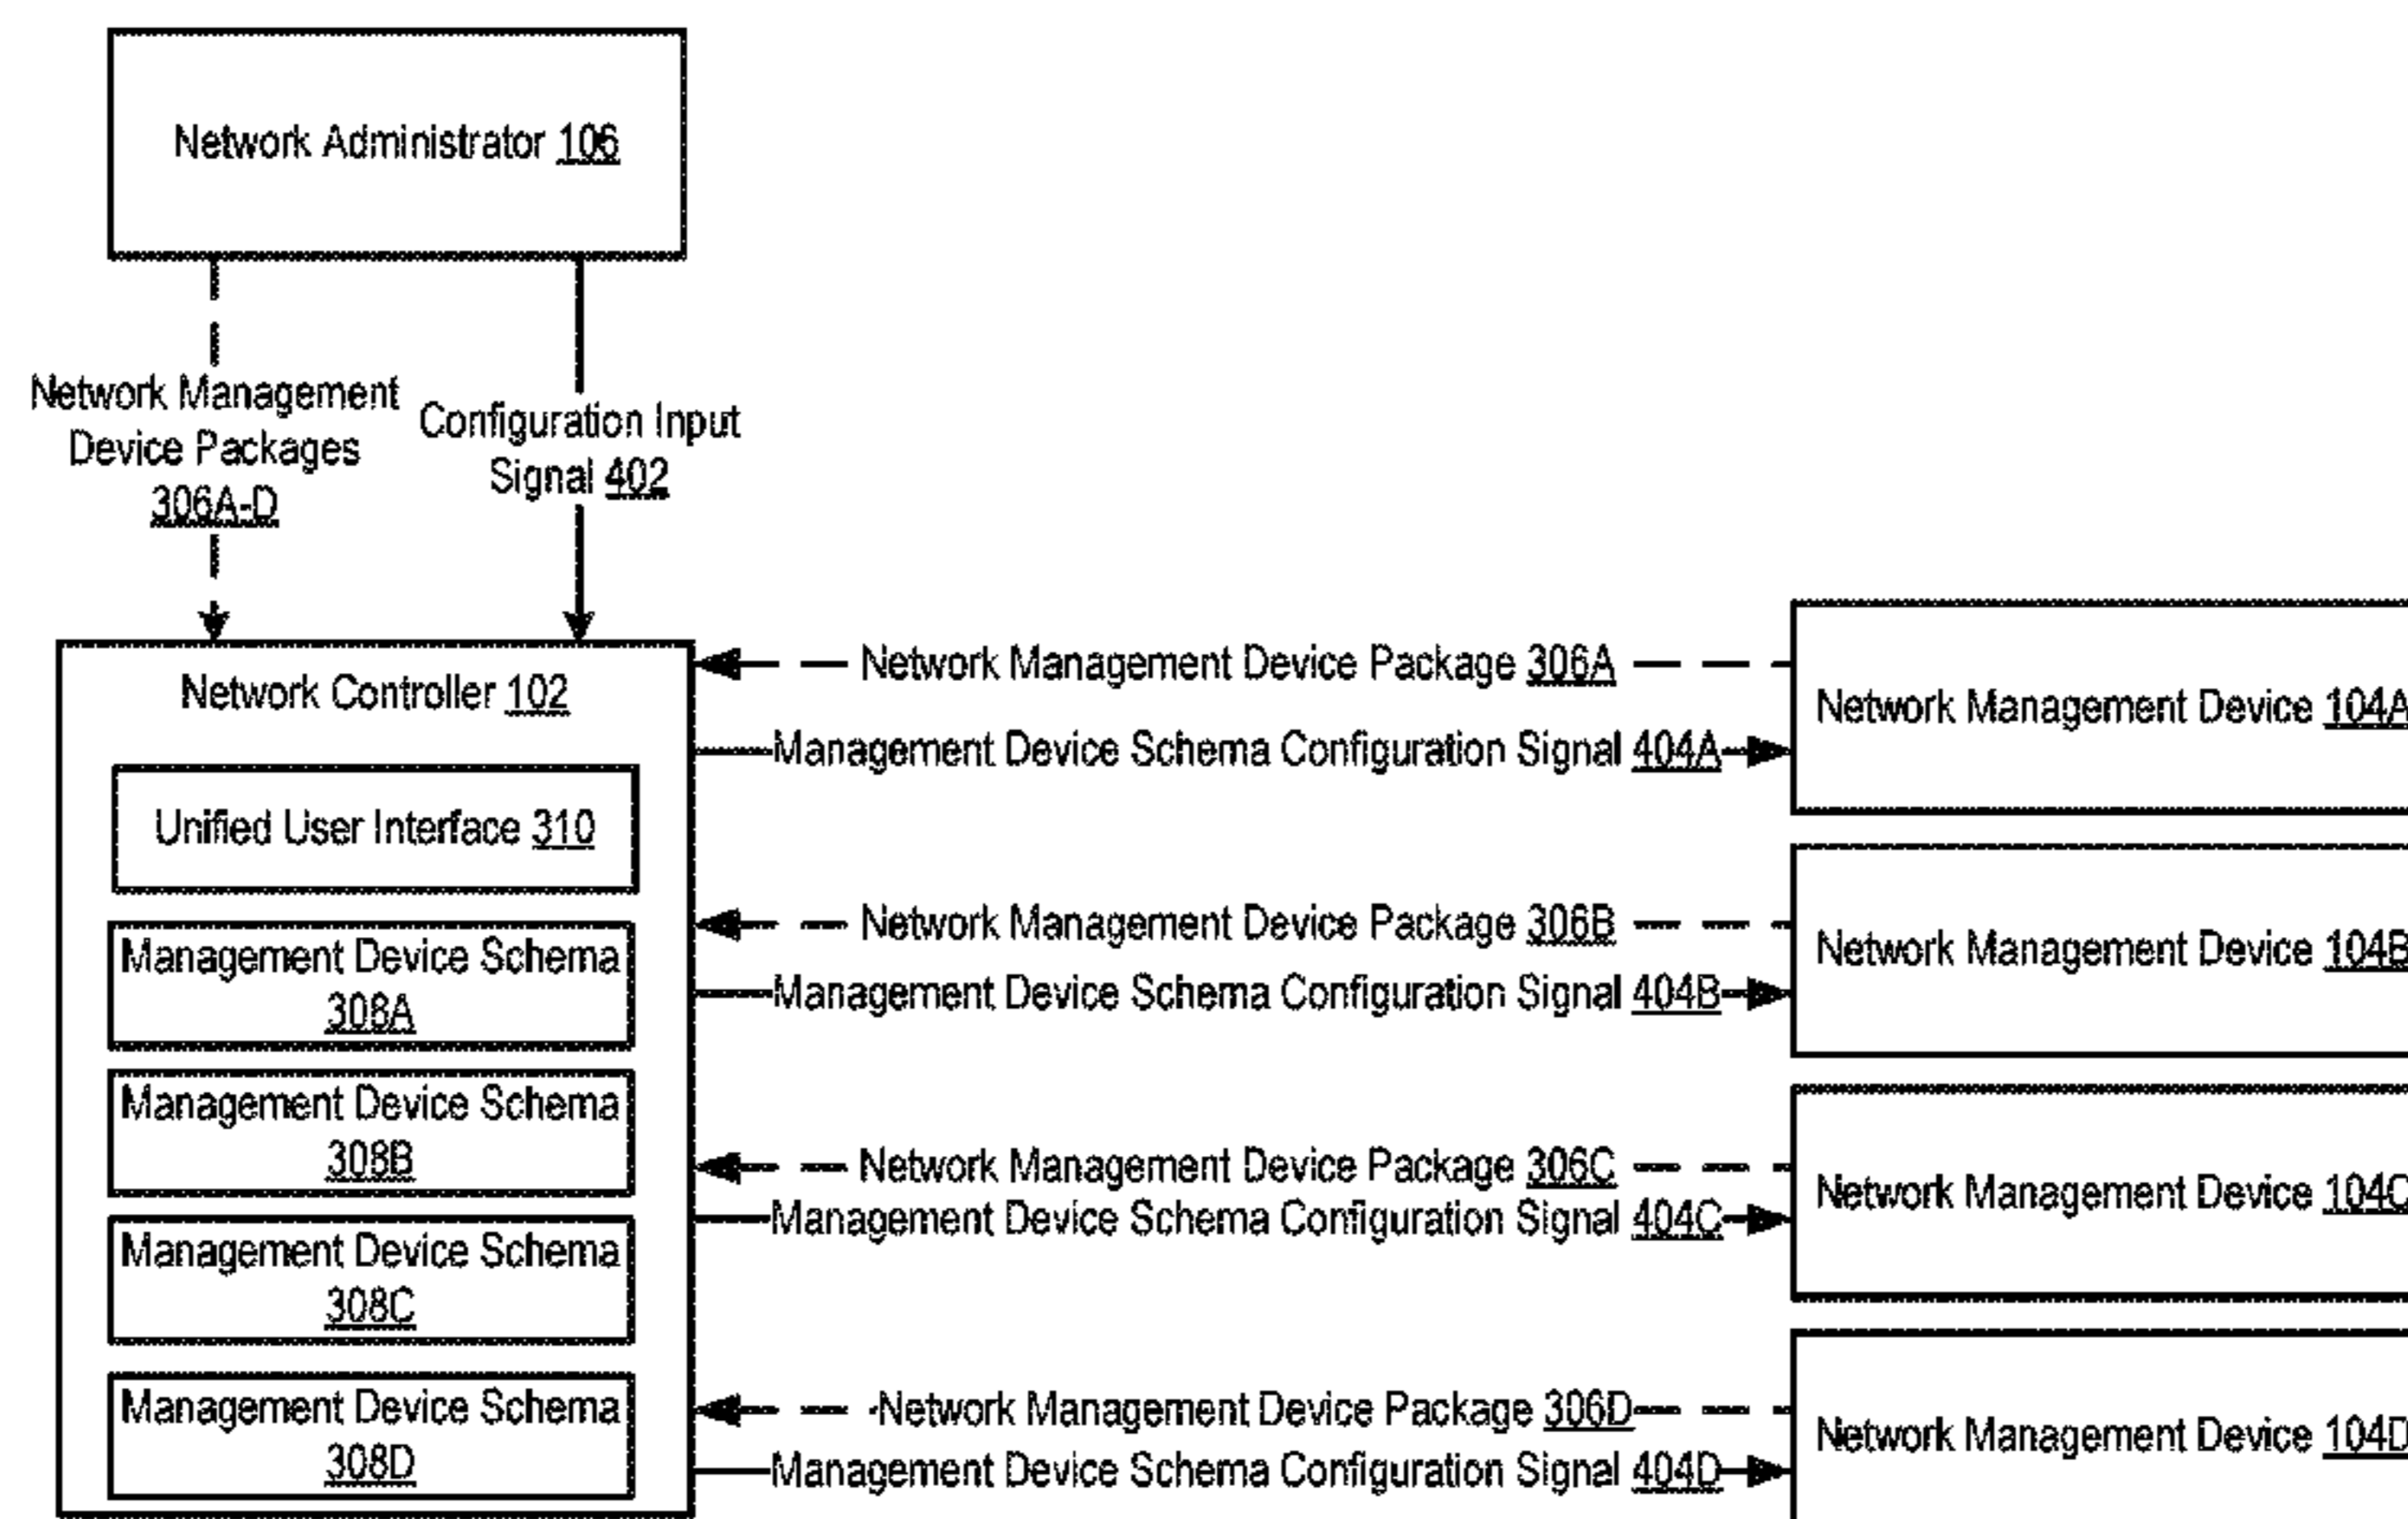 Network Administrator 106
Network Management
Device Packages
306A-D
Configuration Input
Signal 402
Network Controller 102
Unified User Interface 310
Management Device Schema
308A
Management Device Schema
308B
Management Device Schema
308C
Management Device Schema
308D
Network Management Device Package 306A
Management Device Schema Configuration Signal 404A
Network Management Device 104A
Network Management Device Package 306B
Management Device Schema Configuration Signal 404B
Network Management Device 104B
Network Management Device Package 306C
Management Device Schema Configuration Signal 404C
Network Management Device 104C
Network Management Device Package 306D
Management Device Schema Configuration Signal 404D
Network Management Device 104D